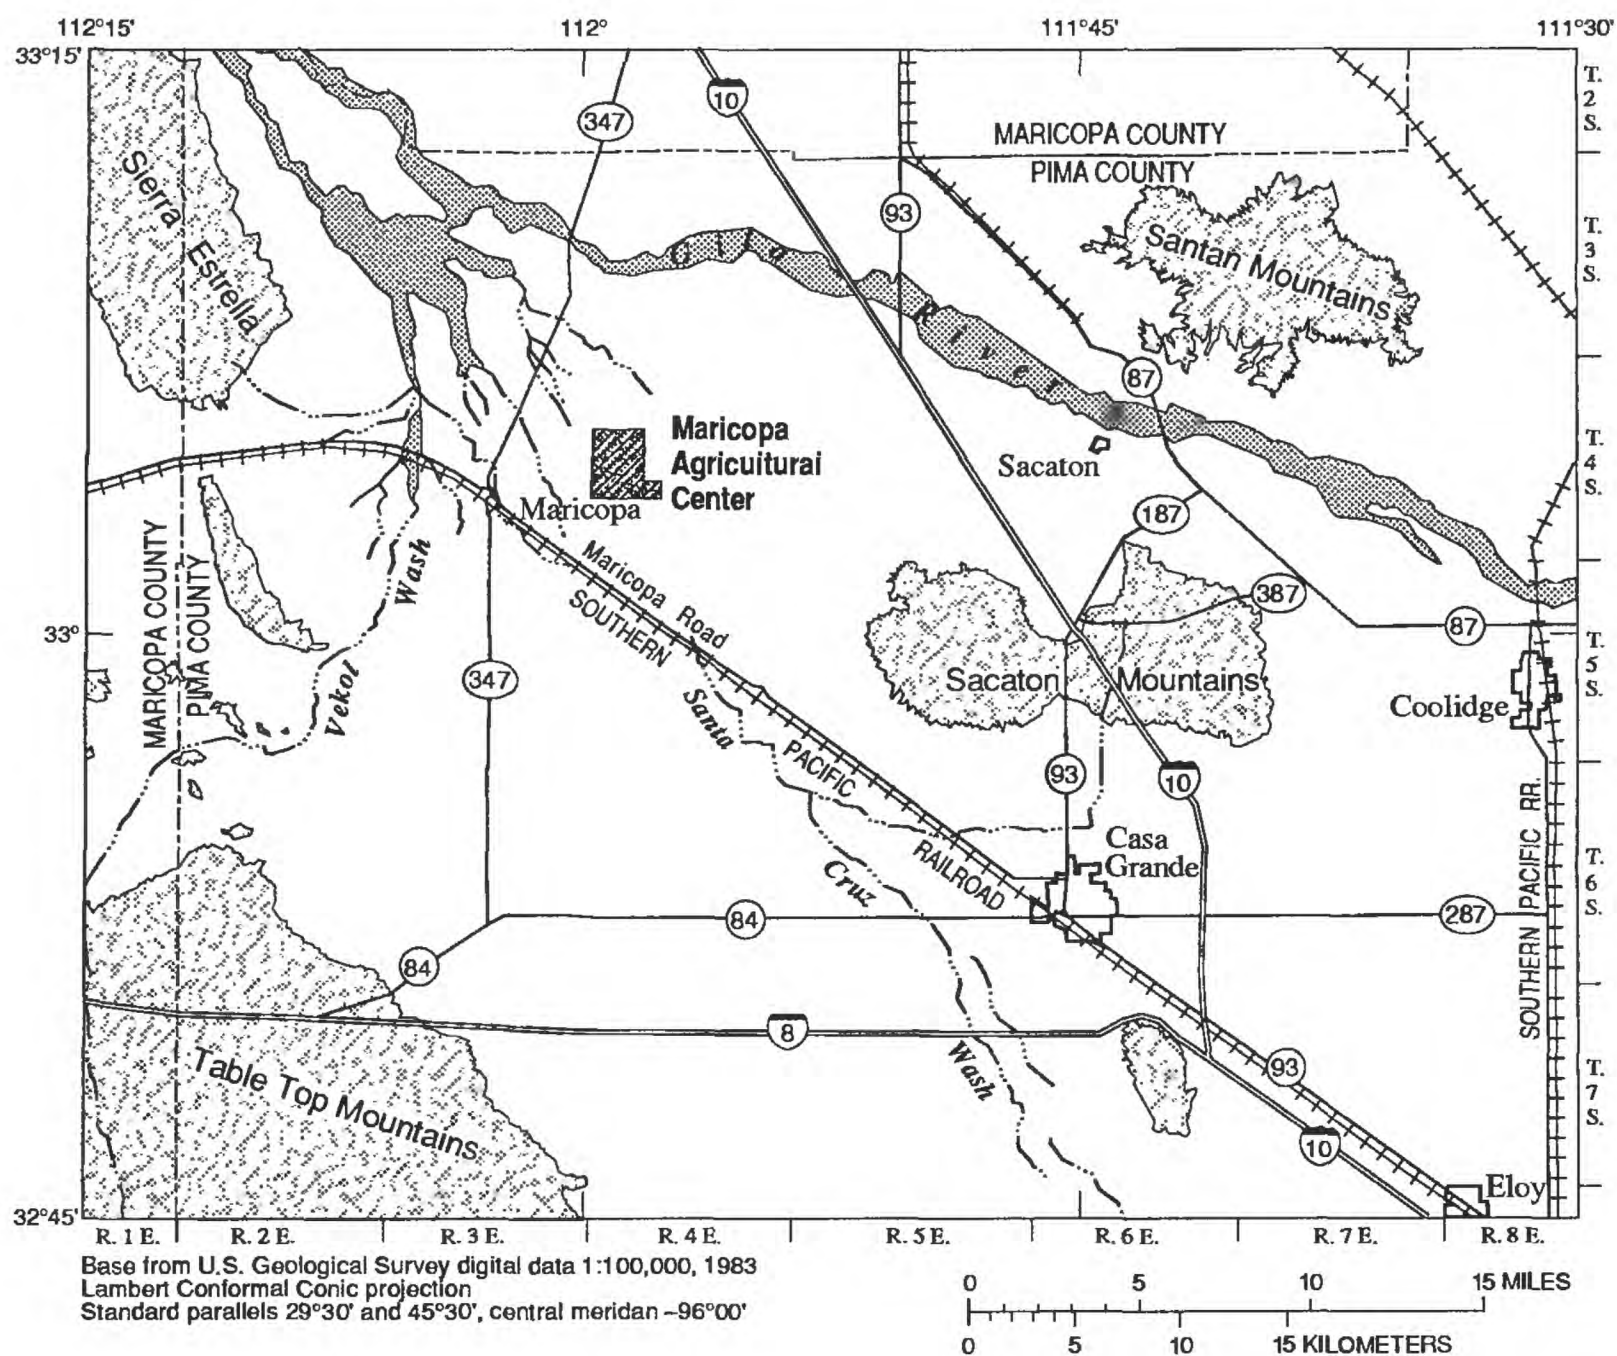 112°15' 112° 111°45' 111°30'
33°15'
33°
32°45'
T.
2
S.
T.
3
S.
T.
4
S.
T.
5
S.
T.
6
S.
T.
7
S.
347
10
MARICOPA COUNTY
PIMA COUNTY
93
Sierra
Estrella
Gila
River
Santan Mountains
87
Maricopa
Agricuiturai
Center
Sacaton
Maricopa
187
387
87
MARICOPA COUNTY
PIMA COUNTY
Vekol
Wash
Maricopa Road
SOUTHERN
PACIFIC
RAILROAD
347
Santa
Cruz
Wash
Sacaton Mountains
Coolidge
93
10
Casa
Grande
84
84
287
8
SOUTHERN PACIFIC RR.
Table Top Mountains
93
10
Eloy
R. 1 E. R. 2 E. R. 3 E. R. 4 E. R. 5 E. R. 6 E. R. 7 E. R. 8 E.
Base from U.S. Geological Survey digital data 1:100,000, 1983
Lambert Conformal Conic projection
Standard parallels 29°30' and 45°30', central meridian –96°00'
0 5 10 15 MILES
0 5 10 15 KILOMETERS